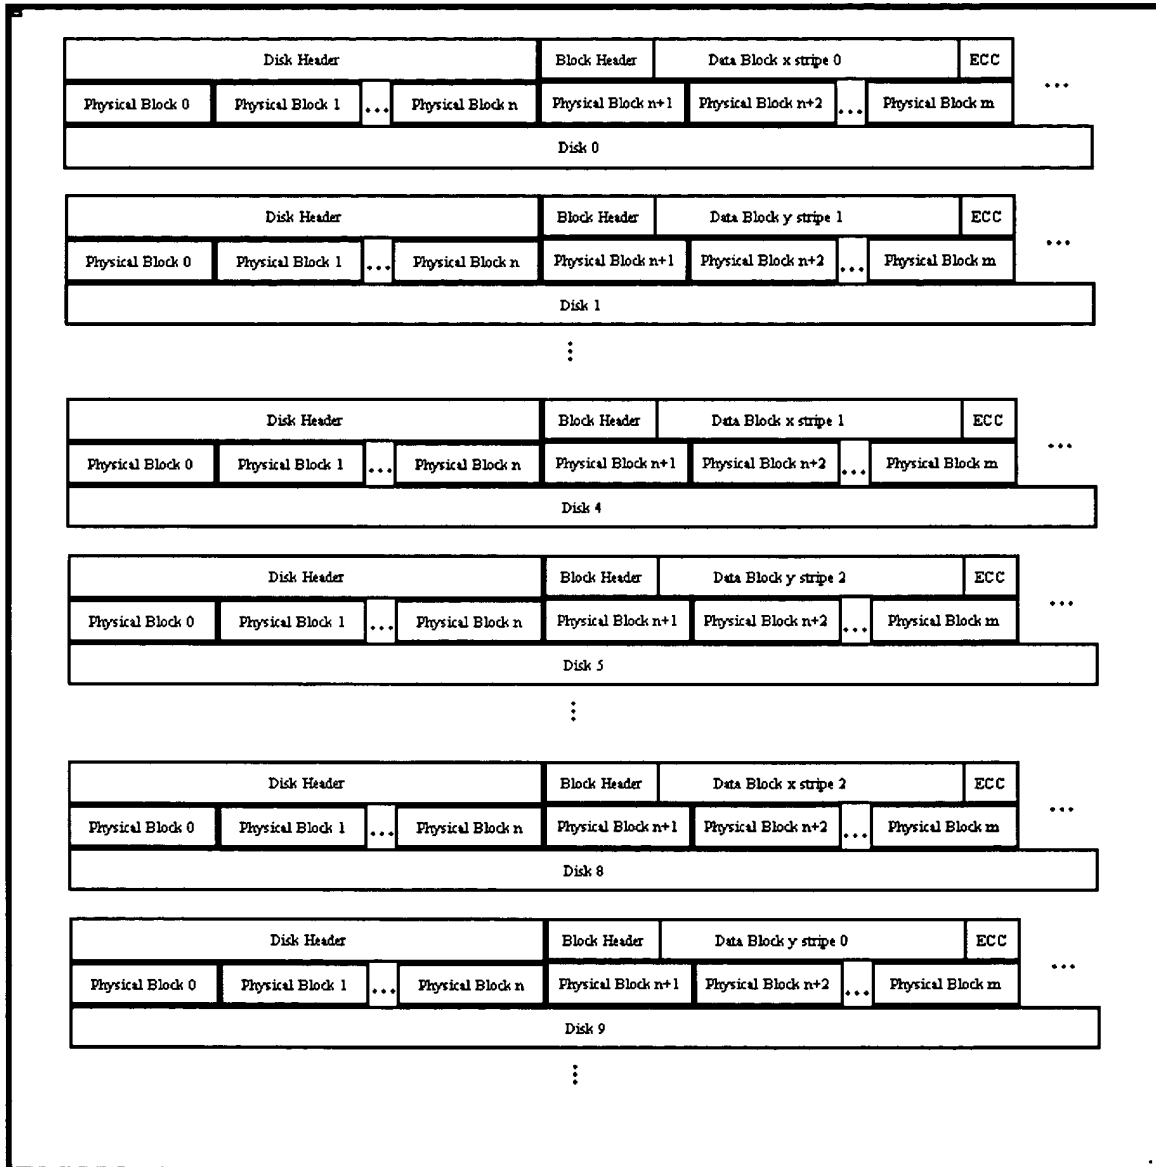 Disk Header Block Header Data Block x stripe 0 ECC
Physical Block 0 Physical Block 1 ... Physical Block n Physical Block n+1 Physical Block n+2 ... Physical Block m ...
Disk 0
Disk Header Block Header Data Block y stripe 1 ECC
Physical Block 0 Physical Block 1 ... Physical Block n Physical Block n+1 Physical Block n+2 ... Physical Block m ...
Disk 1
⋮
Disk Header Block Header Data Block x stripe 1 ECC
Physical Block 0 Physical Block 1 ... Physical Block n Physical Block n+1 Physical Block n+2 ... Physical Block m ...
Disk 4
Disk Header Block Header Data Block y stripe 2 ECC
Physical Block 0 Physical Block 1 ... Physical Block n Physical Block n+1 Physical Block n+2 ... Physical Block m ...
Disk 5
⋮
Disk Header Block Header Data Block x stripe 2 ECC
Physical Block 0 Physical Block 1 ... Physical Block n Physical Block n+1 Physical Block n+2 ... Physical Block m ...
Disk 8
Disk Header Block Header Data Block y stripe 0 ECC
Physical Block 0 Physical Block 1 ... Physical Block n Physical Block n+1 Physical Block n+2 ... Physical Block m ...
Disk 9
⋮